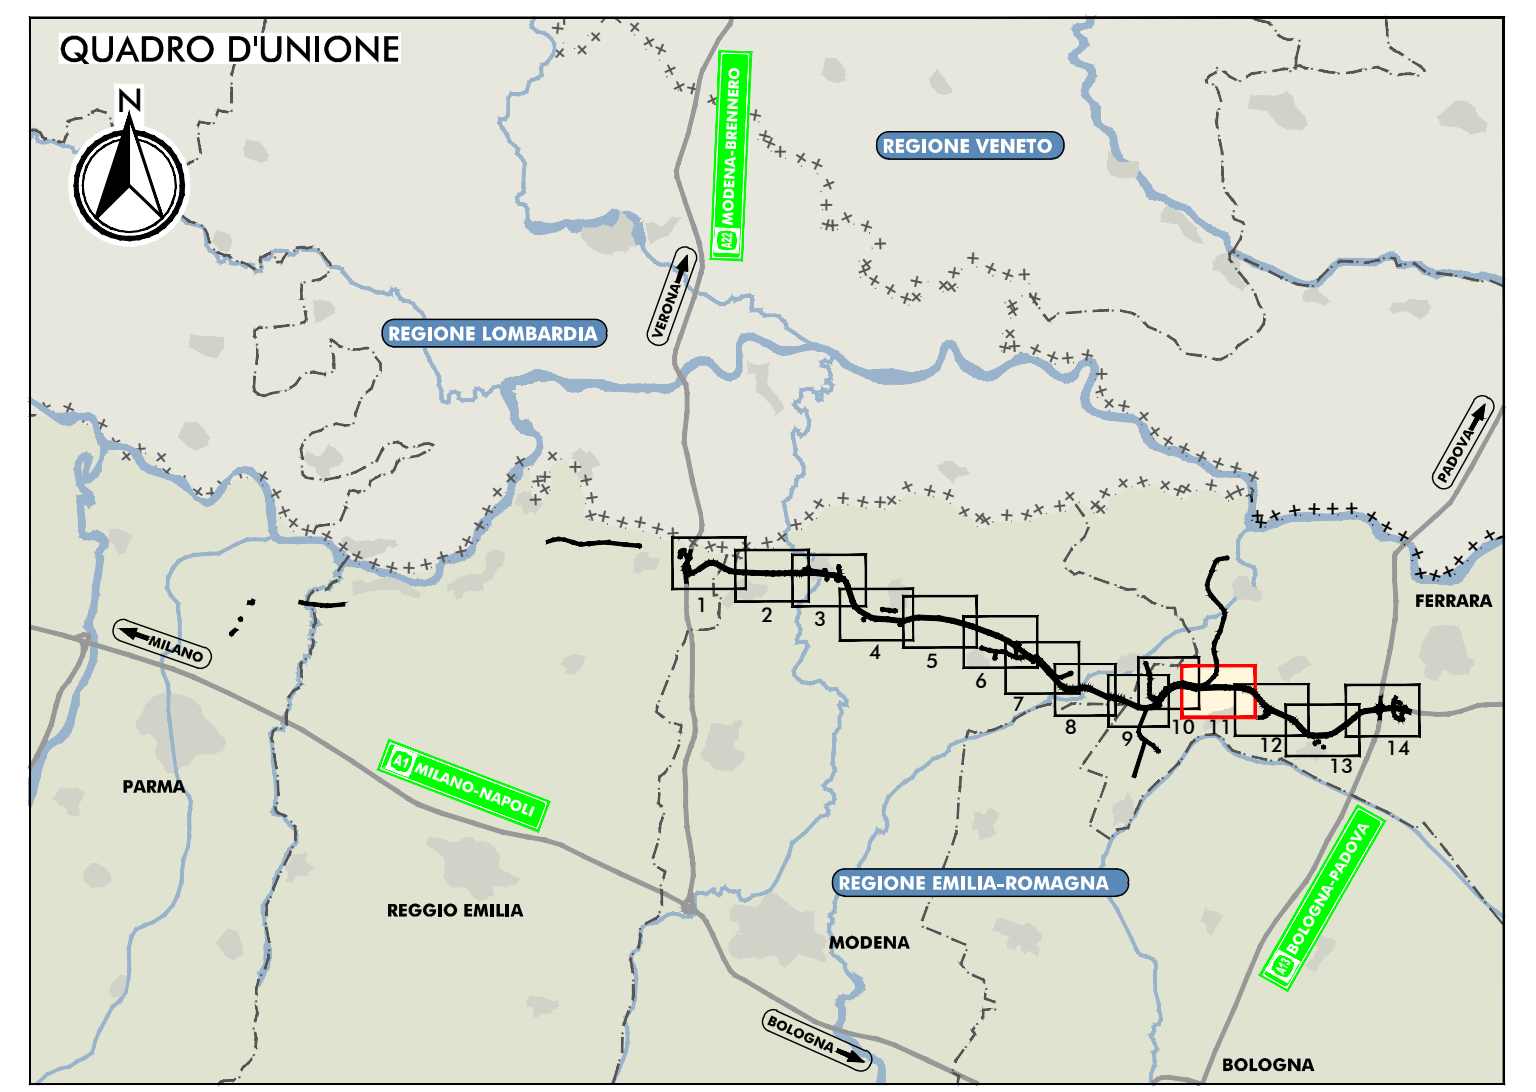 QUADRO D'UNIONE
N
A22 MODENA-BRENNERO
REGIONE VENETO
VERONA
REGIONE LOMBARDIA
PADOVA
FERRARA
MILANO
1
2
3
4
5
6
7
8
9
10
11
12
13
14
PARMA
A1 MILANO-NAPOLI
REGIONE EMILIA-ROMAGNA
A13 BOLOGNA-PADOVA
REGGIO EMILIA
MODENA
BOLOGNA
BOLOGNA